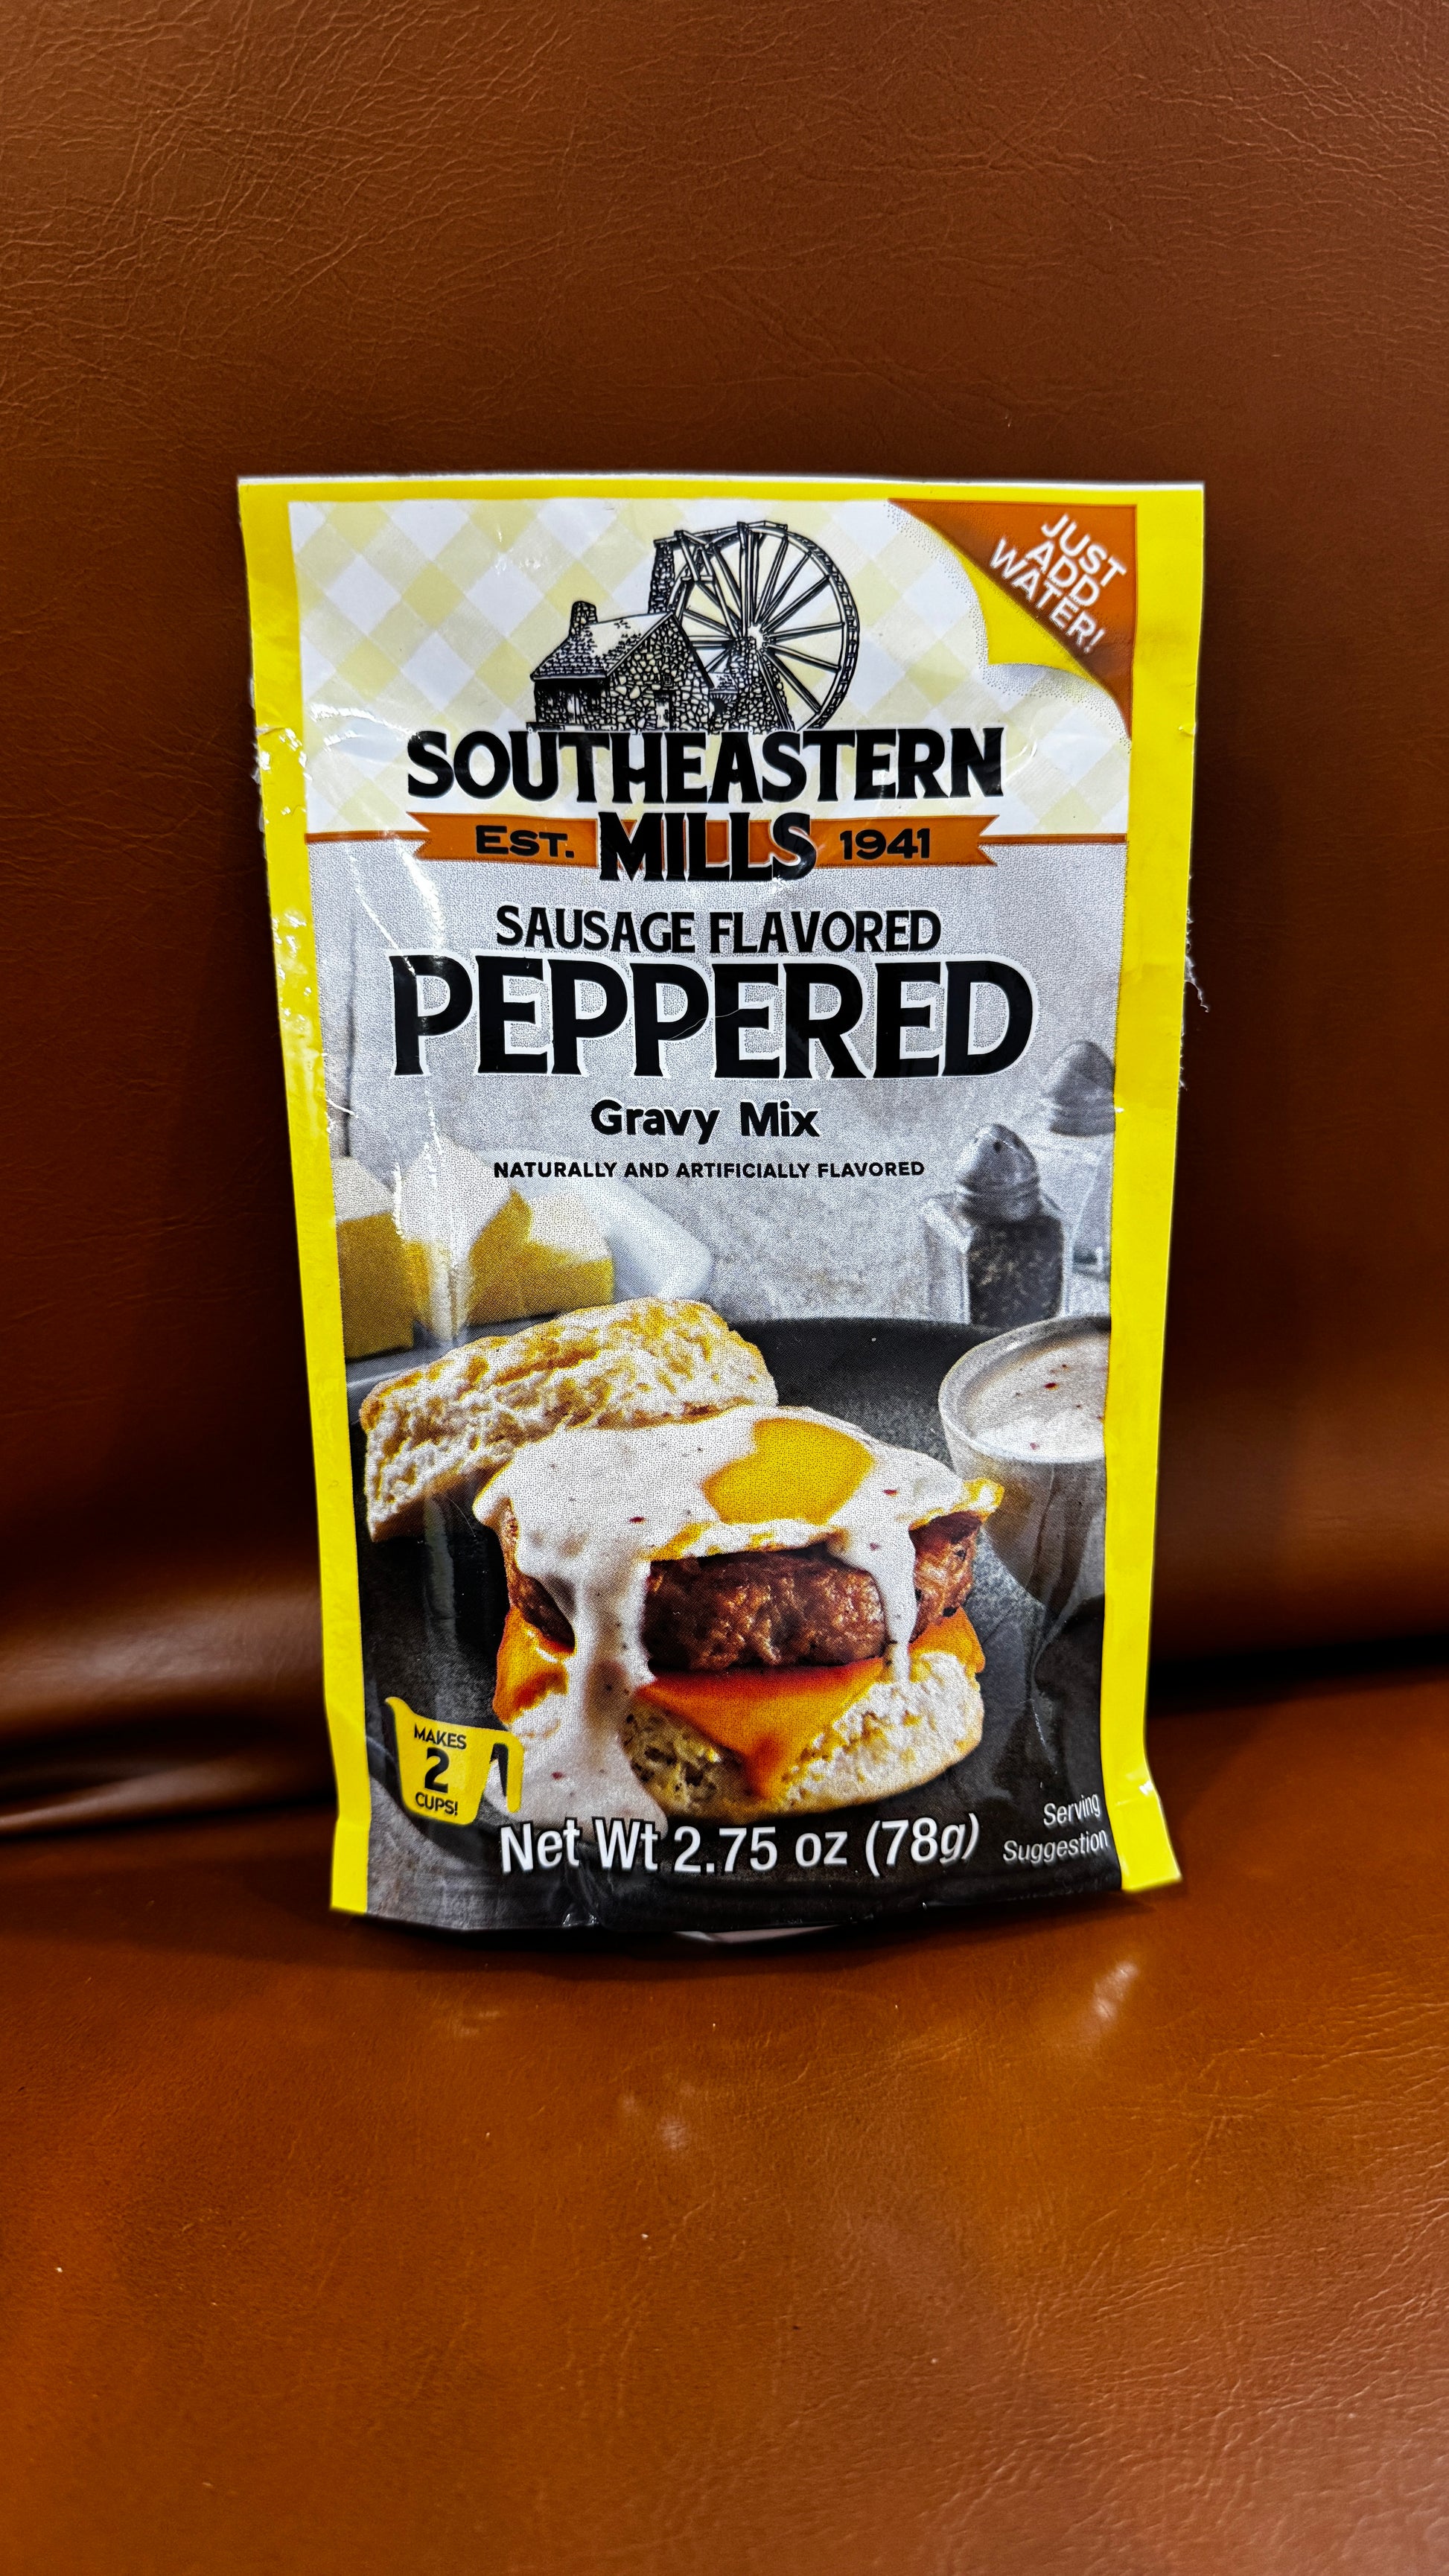 JUST
ADD
WATER!
SOUTHEASTERN
EST. MILLS 1941
SAUSAGE FLAVORED
PEPPERED
Gravy Mix
NATURALLY AND ARTIFICIALLY FLAVORED
MAKES
2
CUPS!
Net Wt 2.75 oz (78g)
Serving
Suggestion